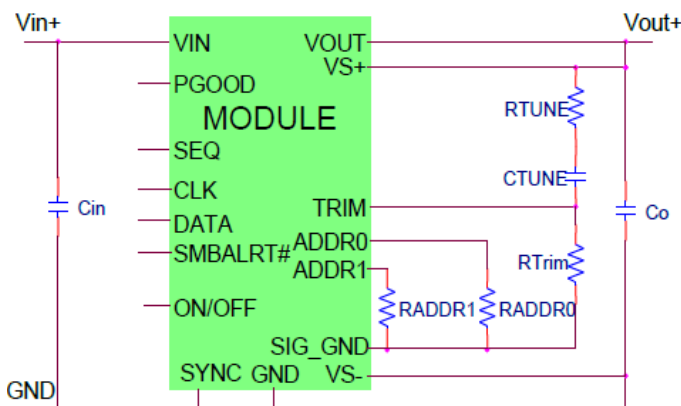 Vin+
Vout+
VIN
VOUT
VS+
PGOOD
RTUNE
MODULE
SEQ
CTUNE
CLK
Cin
TRIM
Co
DATA
ADDR0
SMBALRT#
ADDR1
RTrim
ON/OFF
RADDR1
RADDR0
SIG_GND
SYNC
GND
VS-
GND